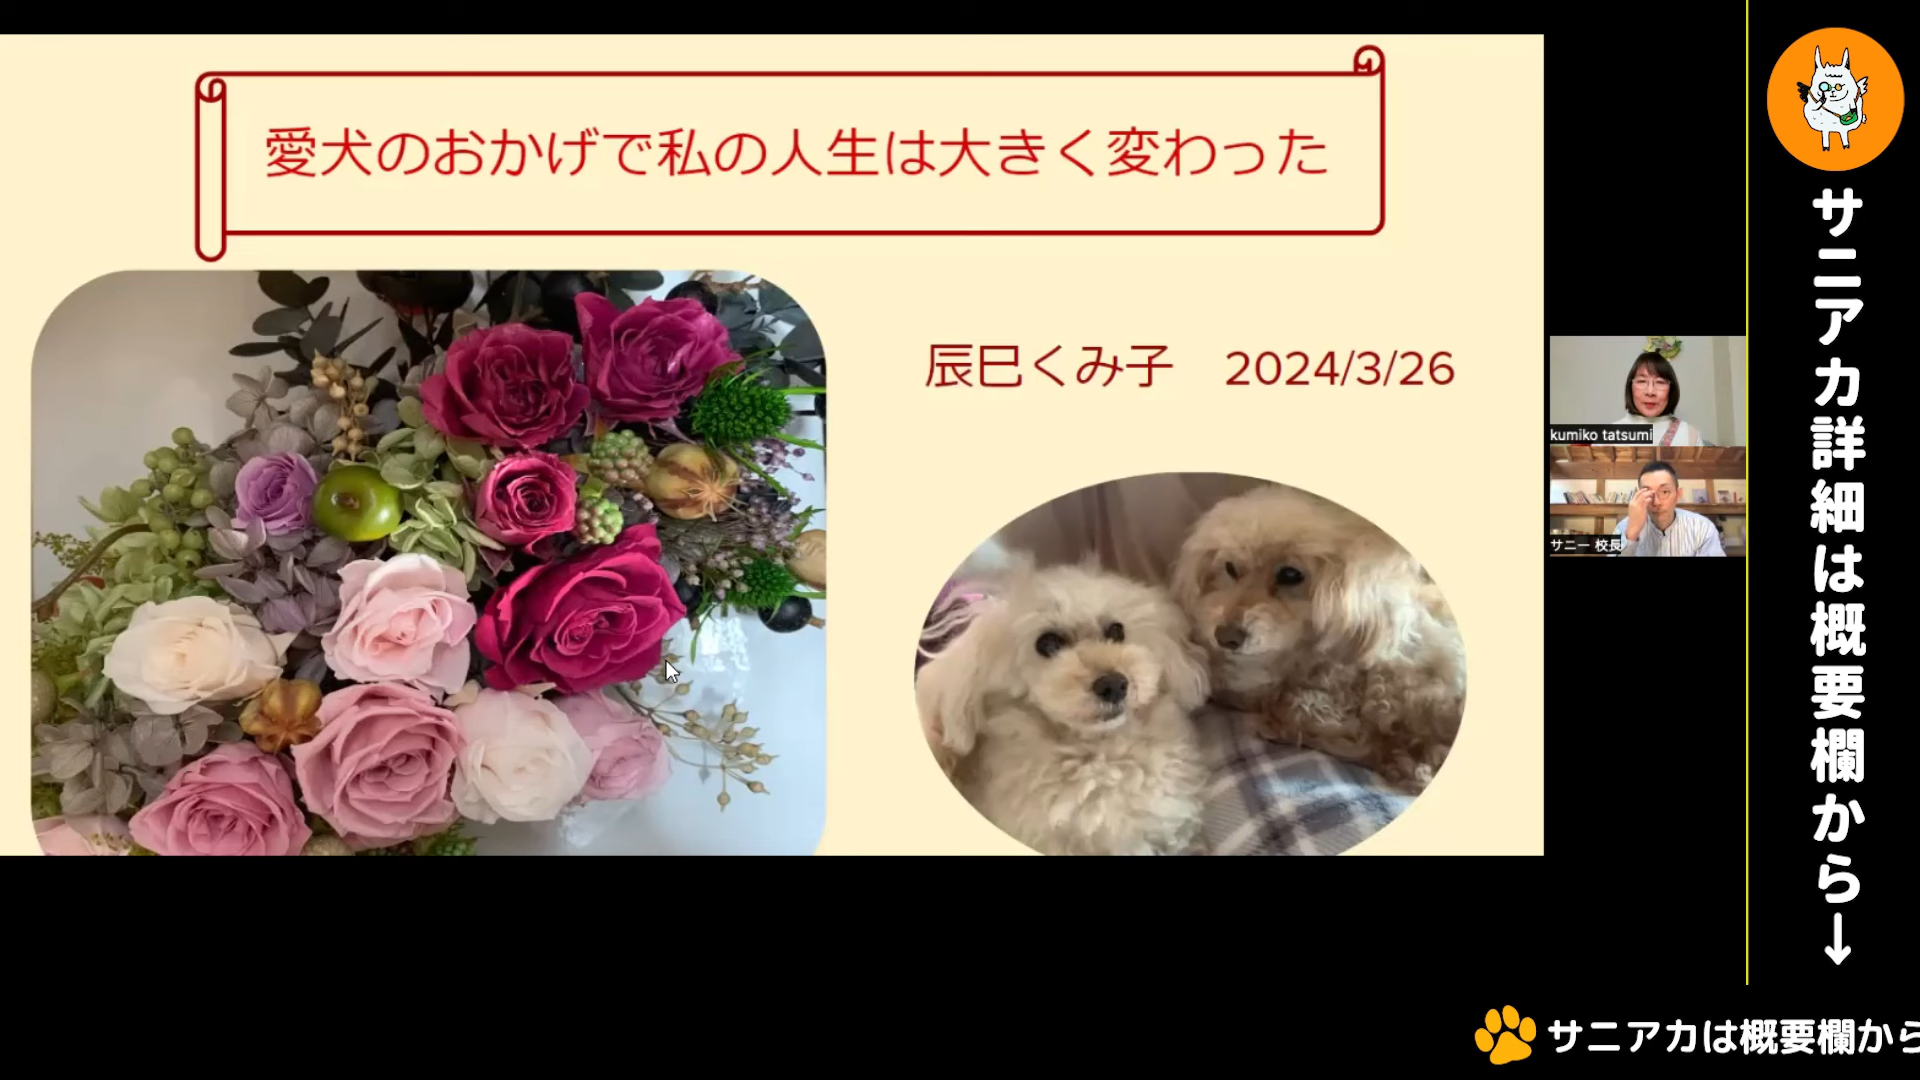 愛犬のおかげで私の人生は大きく変わった
辰巳くみ子　2024/3/26
kumiko tatsumi
サニー 校長
サニアカ詳細は概要欄から↓
サニアカは概要欄から